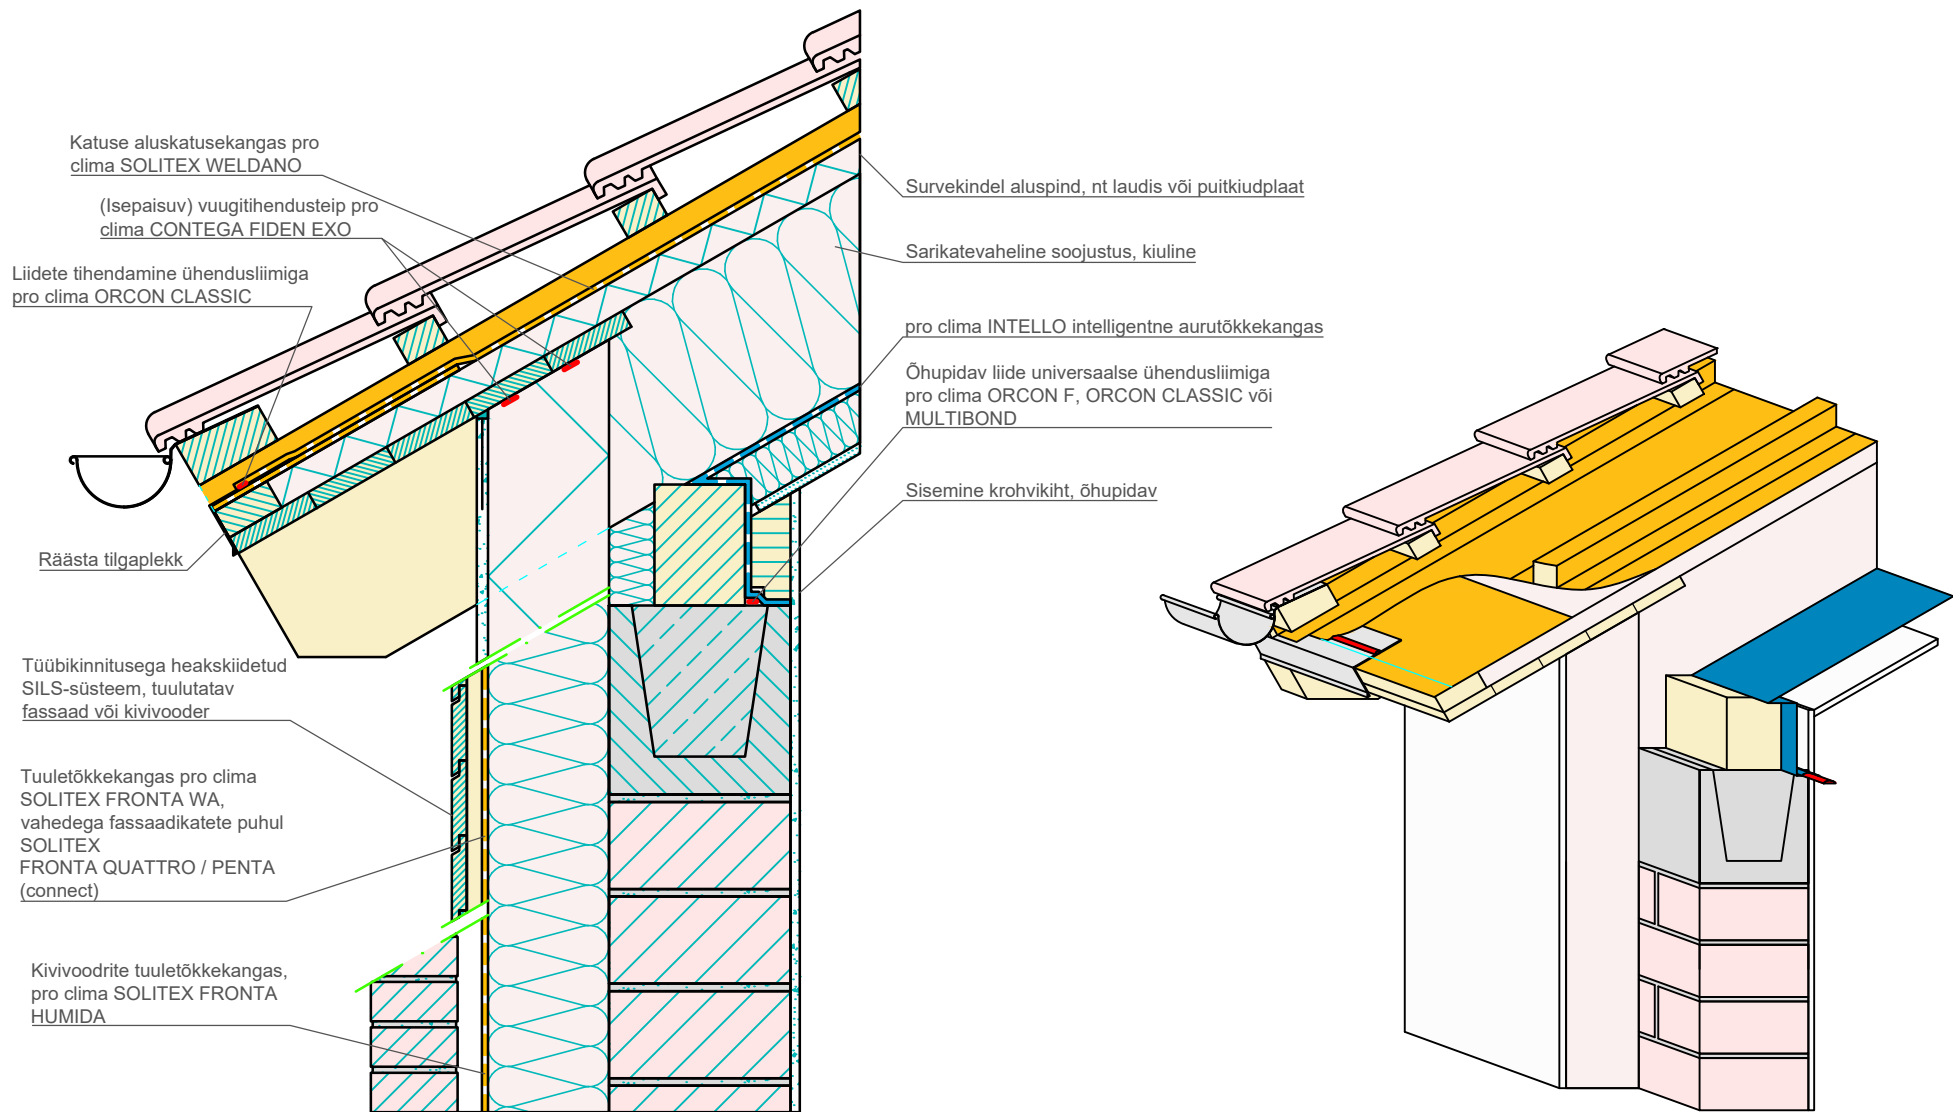 Katuse aluskatusekangas pro
clima SOLITEX WELDANO
(Isepaisuv) vuugitihendusteip pro
clima CONTEGA FIDEN EXO
Liidete tihendamine ühendusliimiga
pro clima ORCON CLASSIC
Räästa tilgaplekk
Tüübikinnitusega heakskiidetud
SILS-süsteem, tuulutatav
fassaad või kivivooder
Tuuletõkkekangas pro clima
SOLITEX FRONTA WA,
vahedega fassaadikatete puhul
SOLITEX
FRONTA QUATTRO / PENTA
(connect)
Kivivoodrite tuuletõkkekangas,
pro clima SOLITEX FRONTA
HUMIDA
Survekindel aluspind, nt laudis või puitkiudplaat
Sarikatevaheline soojustus, kiuline
pro clima INTELLO intelligentne aurutõkkekangas
Õhupidav liide universaalse ühendusliimiga
pro clima ORCON F, ORCON CLASSIC või
MULTIBOND
Sisemine krohvikiht, õhupidav